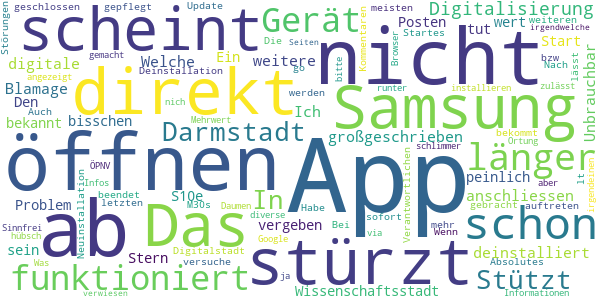 geschlossen gepflegt Update meisten Digitalisierung
Störungen scheint Gerät Kommentaren Posten wert weiteren irgendwelche
Die Seiten Browser Startes tut Start bzw
digitale Welche Ein weitere go nicht Nach lässt
Blamage gemacht Deinstallation bitte runter installieren zulässt Unbrauchbar
Den angezeigt direkt werden Samsung
Auch bekannt bisschen nich Ich bekommt Ortung
Mehrwert Darmstadt großgeschrieben schlimmer irgendeinen
öffnen App länger
ÖPNV In peinlich lt aber
Infos beendet Neuinstallation S10e vergeben Verantwortlichen anschliessen
Problem letzten M30s Daumen Habe gebracht auftreten
Sinnfrei ab Das diverse Bei sofort mehr Wenn schon
hübsch sein Stern Digitalstadt via deinstalliert
Was Google stürzt Absolutes
funktioniert versuche ja Stützt
verwiesen Wissenschaftsstadt Informationen